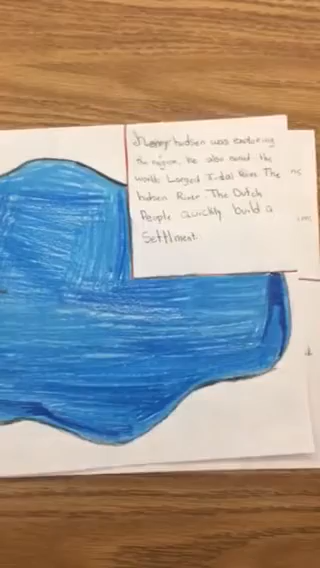 Henry hudsen was exploring
the region, he also named the
worlds Largest Tidal River The
hudsen River The Dutch
People quickly build a
Settlment.